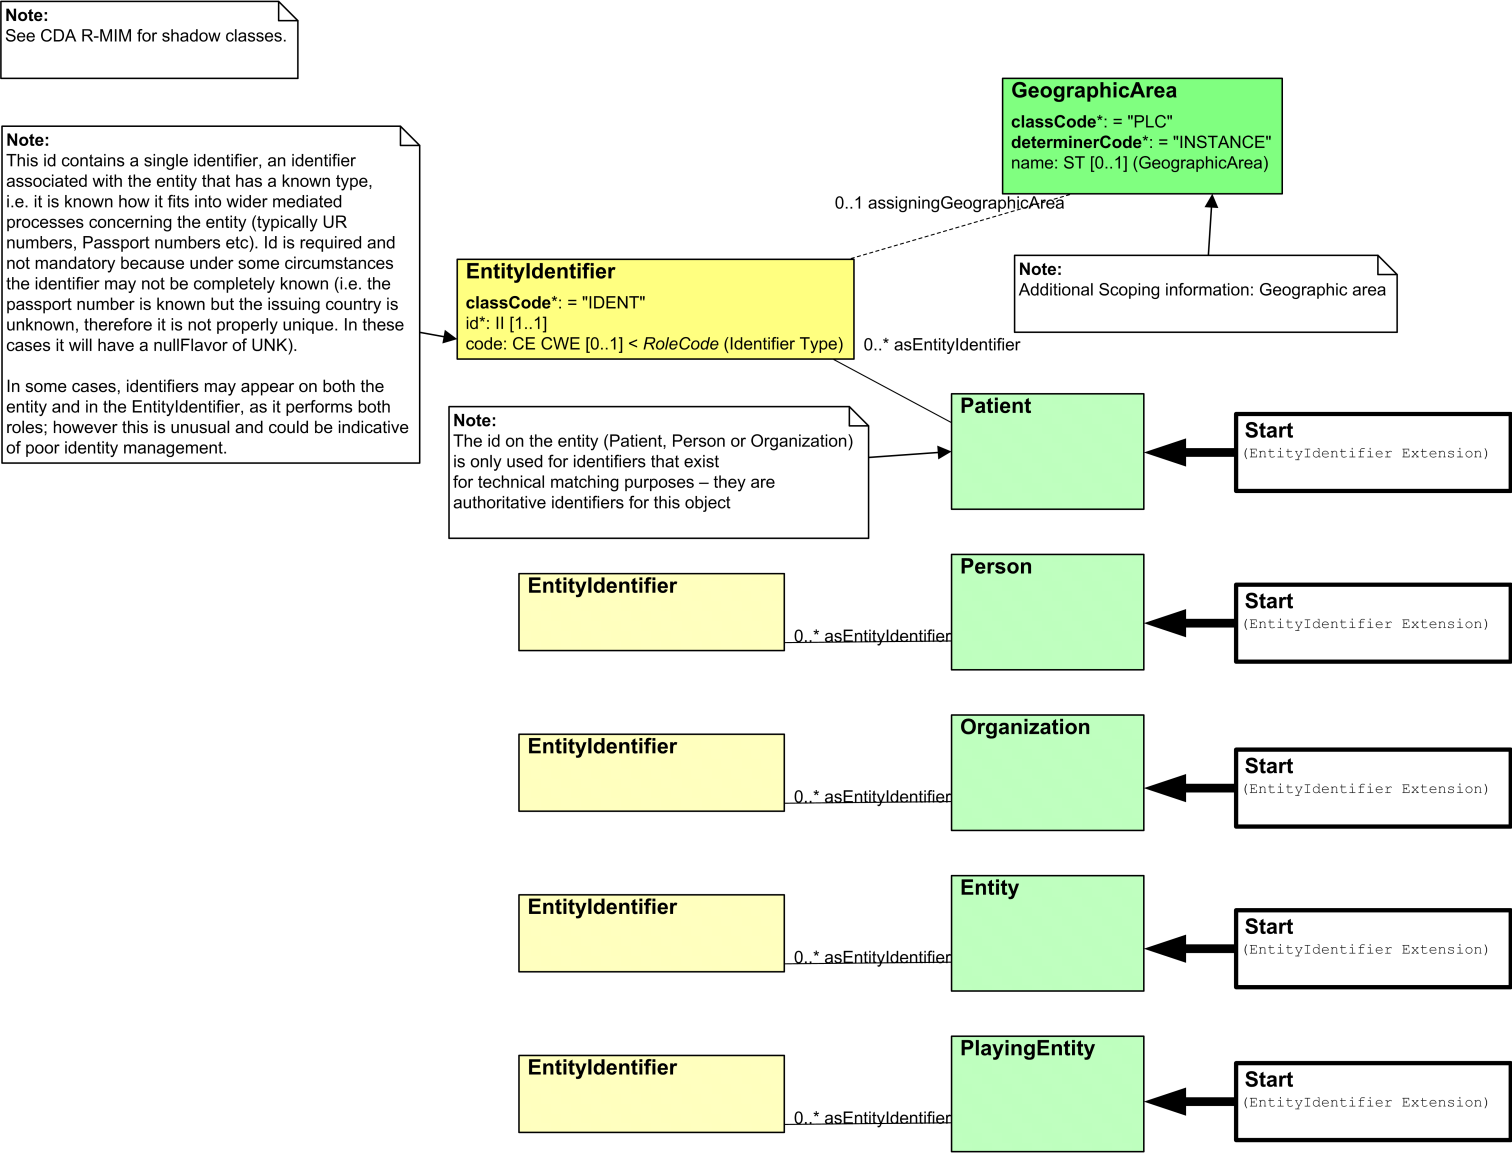 Note:
See CDA R-MIM for shadow classes.
GeographicArea
classCode*: = "PLC"
determinerCode*: = "INSTANCE"
name: ST [0..1] (GeographicArea)
Note:
This id contains a single identifier, an identifier
associated with the entity that has a known type,
i.e. it is known how it fits into wider mediated
processes concerning the entity (typically UR
numbers, Passport numbers etc). Id is required and
not mandatory because under some circumstances
the identifier may not be completely known (i.e. the
passport number is known but the issuing country is
unknown, therefore it is not properly unique. In these
cases it will have a nullFlavor of UNK).
In some cases, identifiers may appear on both the
entity and in the EntityIdentifier, as it performs both
roles; however this is unusual and could be indicative
of poor identity management.
0..1 assigningGeographicArea
EntityIdentifier
classCode*: = "IDENT"
id*: II [1..1]
code: CE CWE [0..1] < RoleCode (Identifier Type)
Note:
Additional Scoping information: Geographic area
0..* asEntityIdentifier
Note:
The id on the entity (Patient, Person or Organization)
is only used for identifiers that exist
for technical matching purposes – they are
authoritative identifiers for this object
Patient
Start
(EntityIdentifier Extension)
EntityIdentifier
0..* asEntityIdentifier
Person
Start
(EntityIdentifier Extension)
EntityIdentifier
0..* asEntityIdentifier
Organization
Start
(EntityIdentifier Extension)
EntityIdentifier
0..* asEntityIdentifier
Entity
Start
(EntityIdentifier Extension)
EntityIdentifier
0..* asEntityIdentifier
PlayingEntity
Start
(EntityIdentifier Extension)